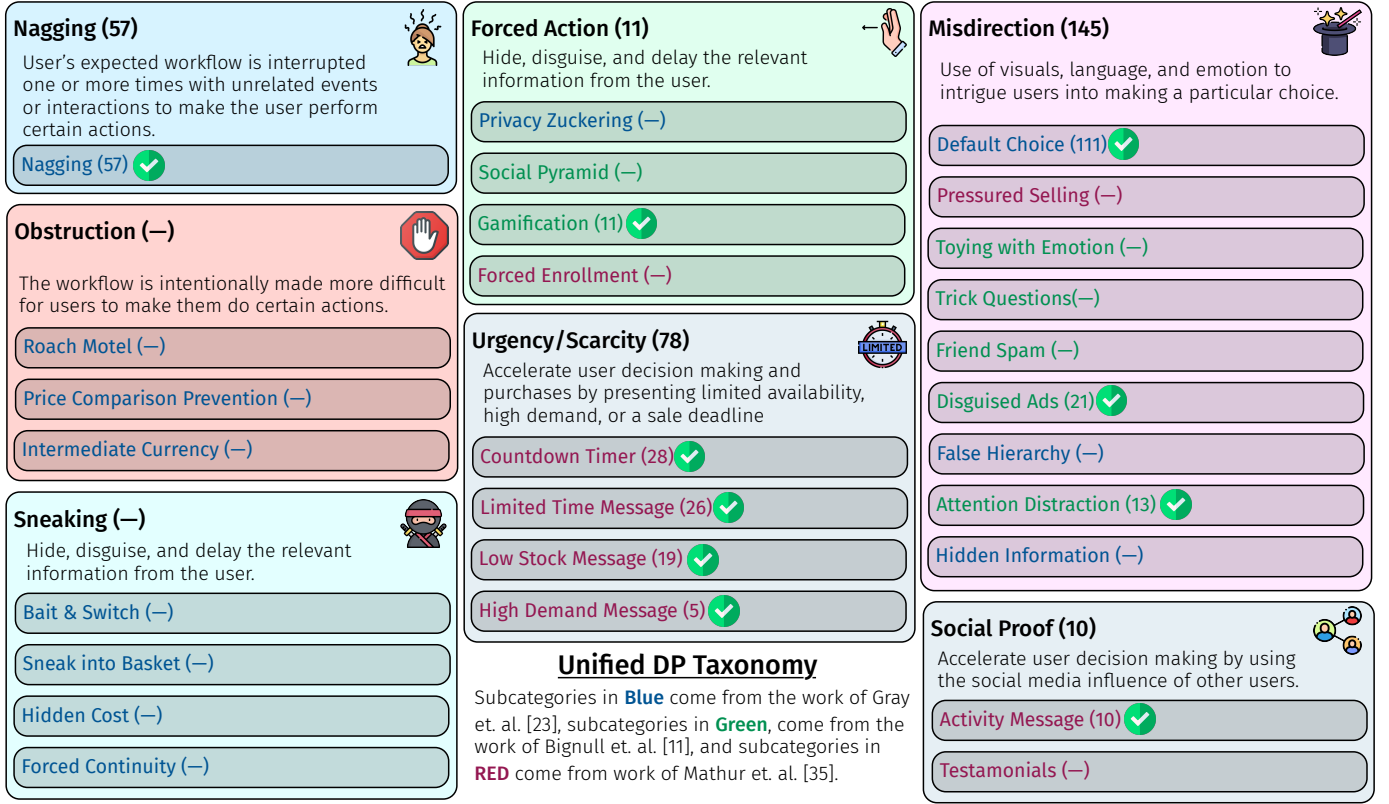 Nagging (57)
User's expected workflow is interrupted
one or more times with unrelated events
or interactions to make the user perform
certain actions.
Nagging (57)
Obstruction (—)
The workflow is intentionally made more difficult
for users to make them do certain actions.
Roach Motel (—)
Price Comparison Prevention (—)
Intermediate Currency (—)
Sneaking (—)
Hide, disguise, and delay the relevant
information from the user.
Bait & Switch (—)
Sneak into Basket (—)
Hidden Cost (—)
Forced Continuity (—)
Forced Action (11)
Hide, disguise, and delay the relevant
information from the user.
Privacy Zuckering (—)
Social Pyramid (—)
Gamification (11)
Forced Enrollment (—)
Urgency/Scarcity (78)
LIMITED
Accelerate user decision making and
purchases by presenting limited availability,
high demand, or a sale deadline
Countdown Timer (28)
Limited Time Message (26)
Low Stock Message (19)
High Demand Message (5)
Unified DP Taxonomy
Subcategories in Blue come from the work of Gray
et. al. [23], subcategories in Green, come from the
work of Bignull et. al. [11], and subcategories in
RED come from work of Mathur et. al. [35].
Misdirection (145)
Use of visuals, language, and emotion to
intrigue users into making a particular choice.
Default Choice (111)
Pressured Selling (—)
Toying with Emotion (—)
Trick Questions(—)
Friend Spam (—)
Disguised Ads (21)
False Hierarchy (—)
Attention Distraction (13)
Hidden Information (—)
Social Proof (10)
Accelerate user decision making by using
the social media influence of other users.
Activity Message (10)
Testamonials (—)